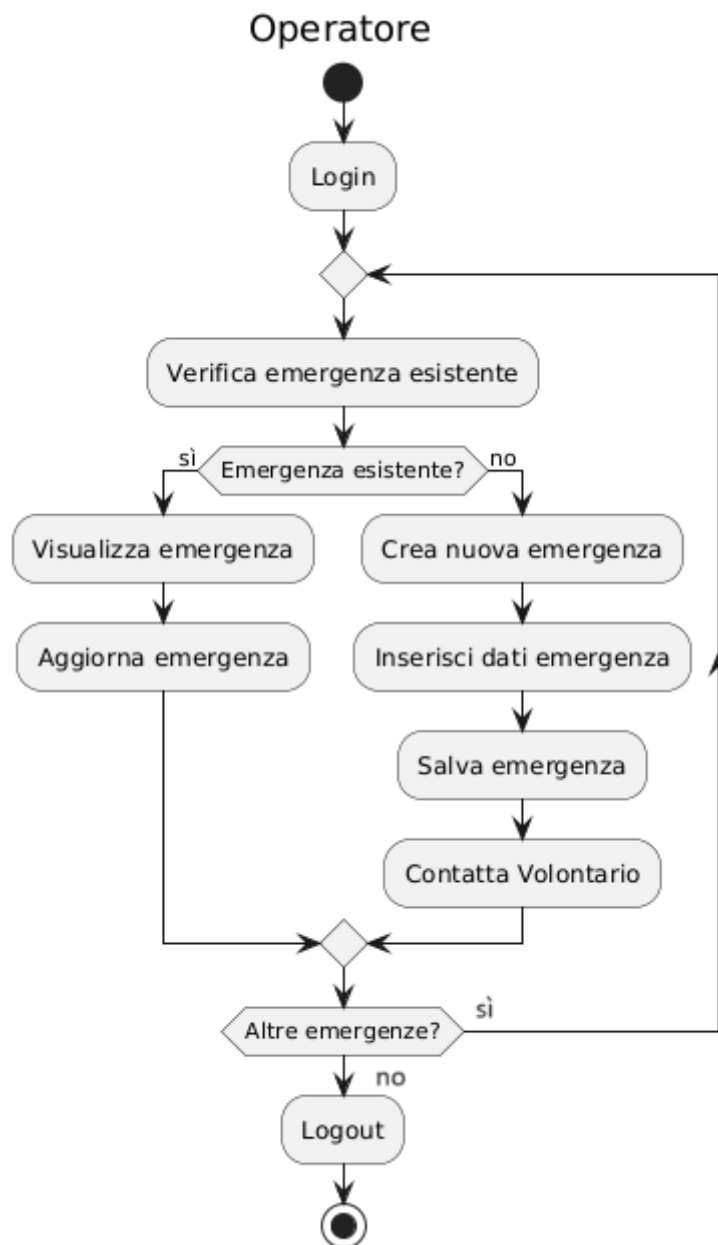 Operatore
Login
Verifica emergenza esistente
sì
Emergenza esistente?
no
Visualizza emergenza
Crea nuova emergenza
Aggiorna emergenza
Inserisci dati emergenza
Salva emergenza
Contatta Volontario
Altre emergenze?
sì
no
Logout